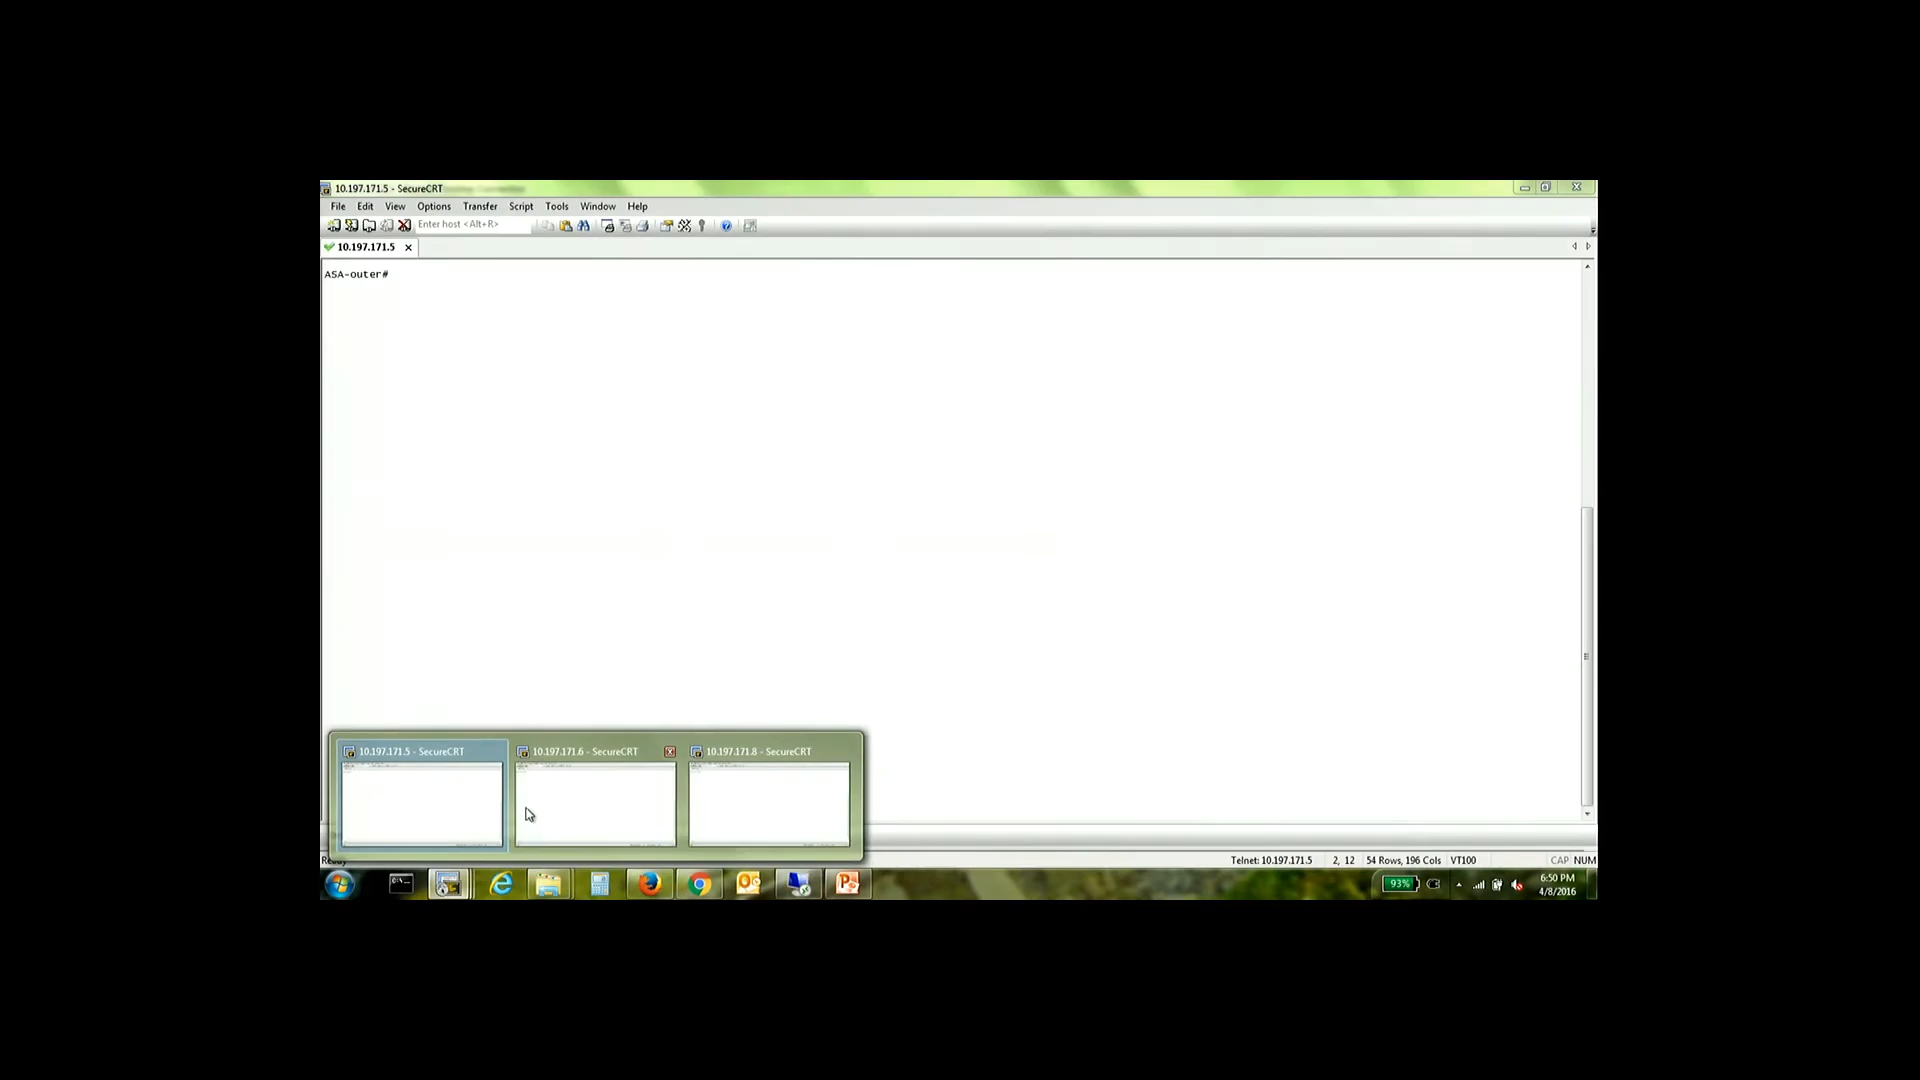 10.197.171.5 - SecureCRT
File Edit View Options Transfer Script Tools Window Help
Enter host <Alt+R>
10.197.171.5
ASA-outer#
10.197.171.5 - SecureCRT
10.197.171.6 - SecureCRT
10.197.171.8 - SecureCRT
Telnet: 10.197.171.5 2, 12 54 Rows, 196 Cols VT100 CAP NUM
93%
6:50 PM
4/8/2016